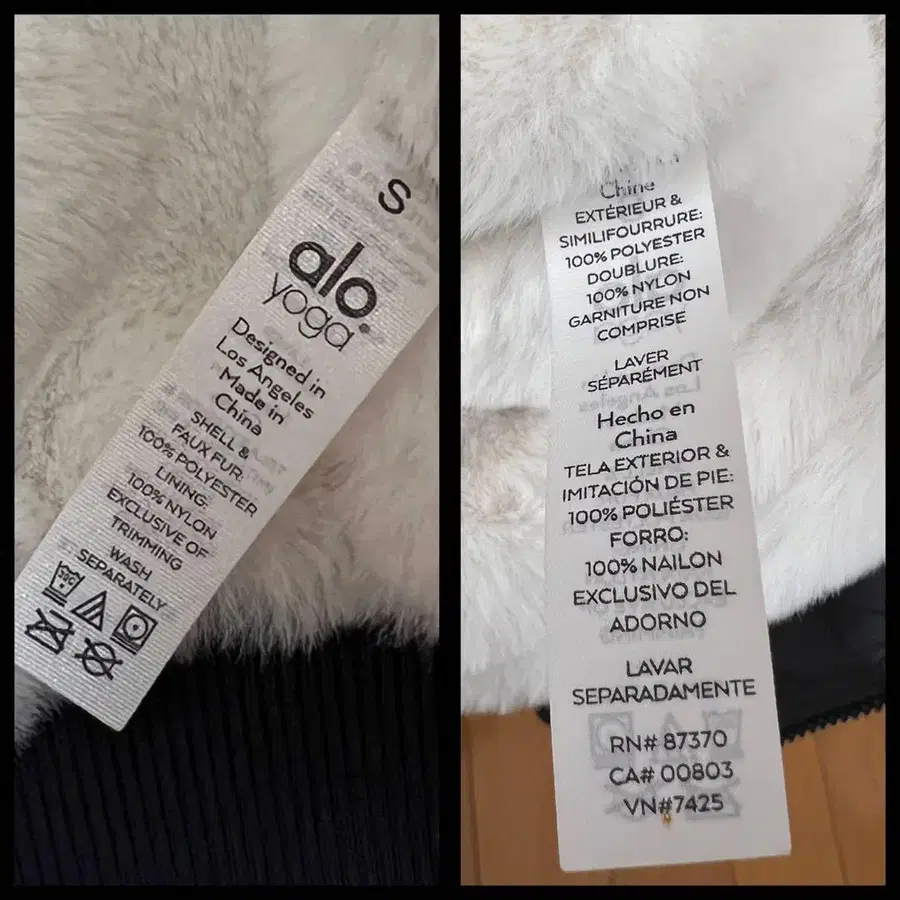 S
alo
yoga
Designed in
Los Angeles
Made in
China
SHELL &
FAUX FUR:
100% POLYESTER
LINING:
100% NYLON
EXCLUSIVE OF
TRIMMING
WASH
SEPARATELY
Chine
EXTÉRIEUR &
SIMILIFOURRURE:
100% POLYESTER
DOUBLURE:
100% NYLON
GARNITURE NON
COMPRISE
LAVER
SÉPARÉMENT
Hecho en
China
TELA EXTERIOR &
IMITACIÓN DE PIE:
100% POLIÉSTER
FORRO:
100% NAILON
EXCLUSIVO DEL
ADORNO
LAVAR
SEPARADAMENTE
RN# 87370
CA# 00803
VN#7425